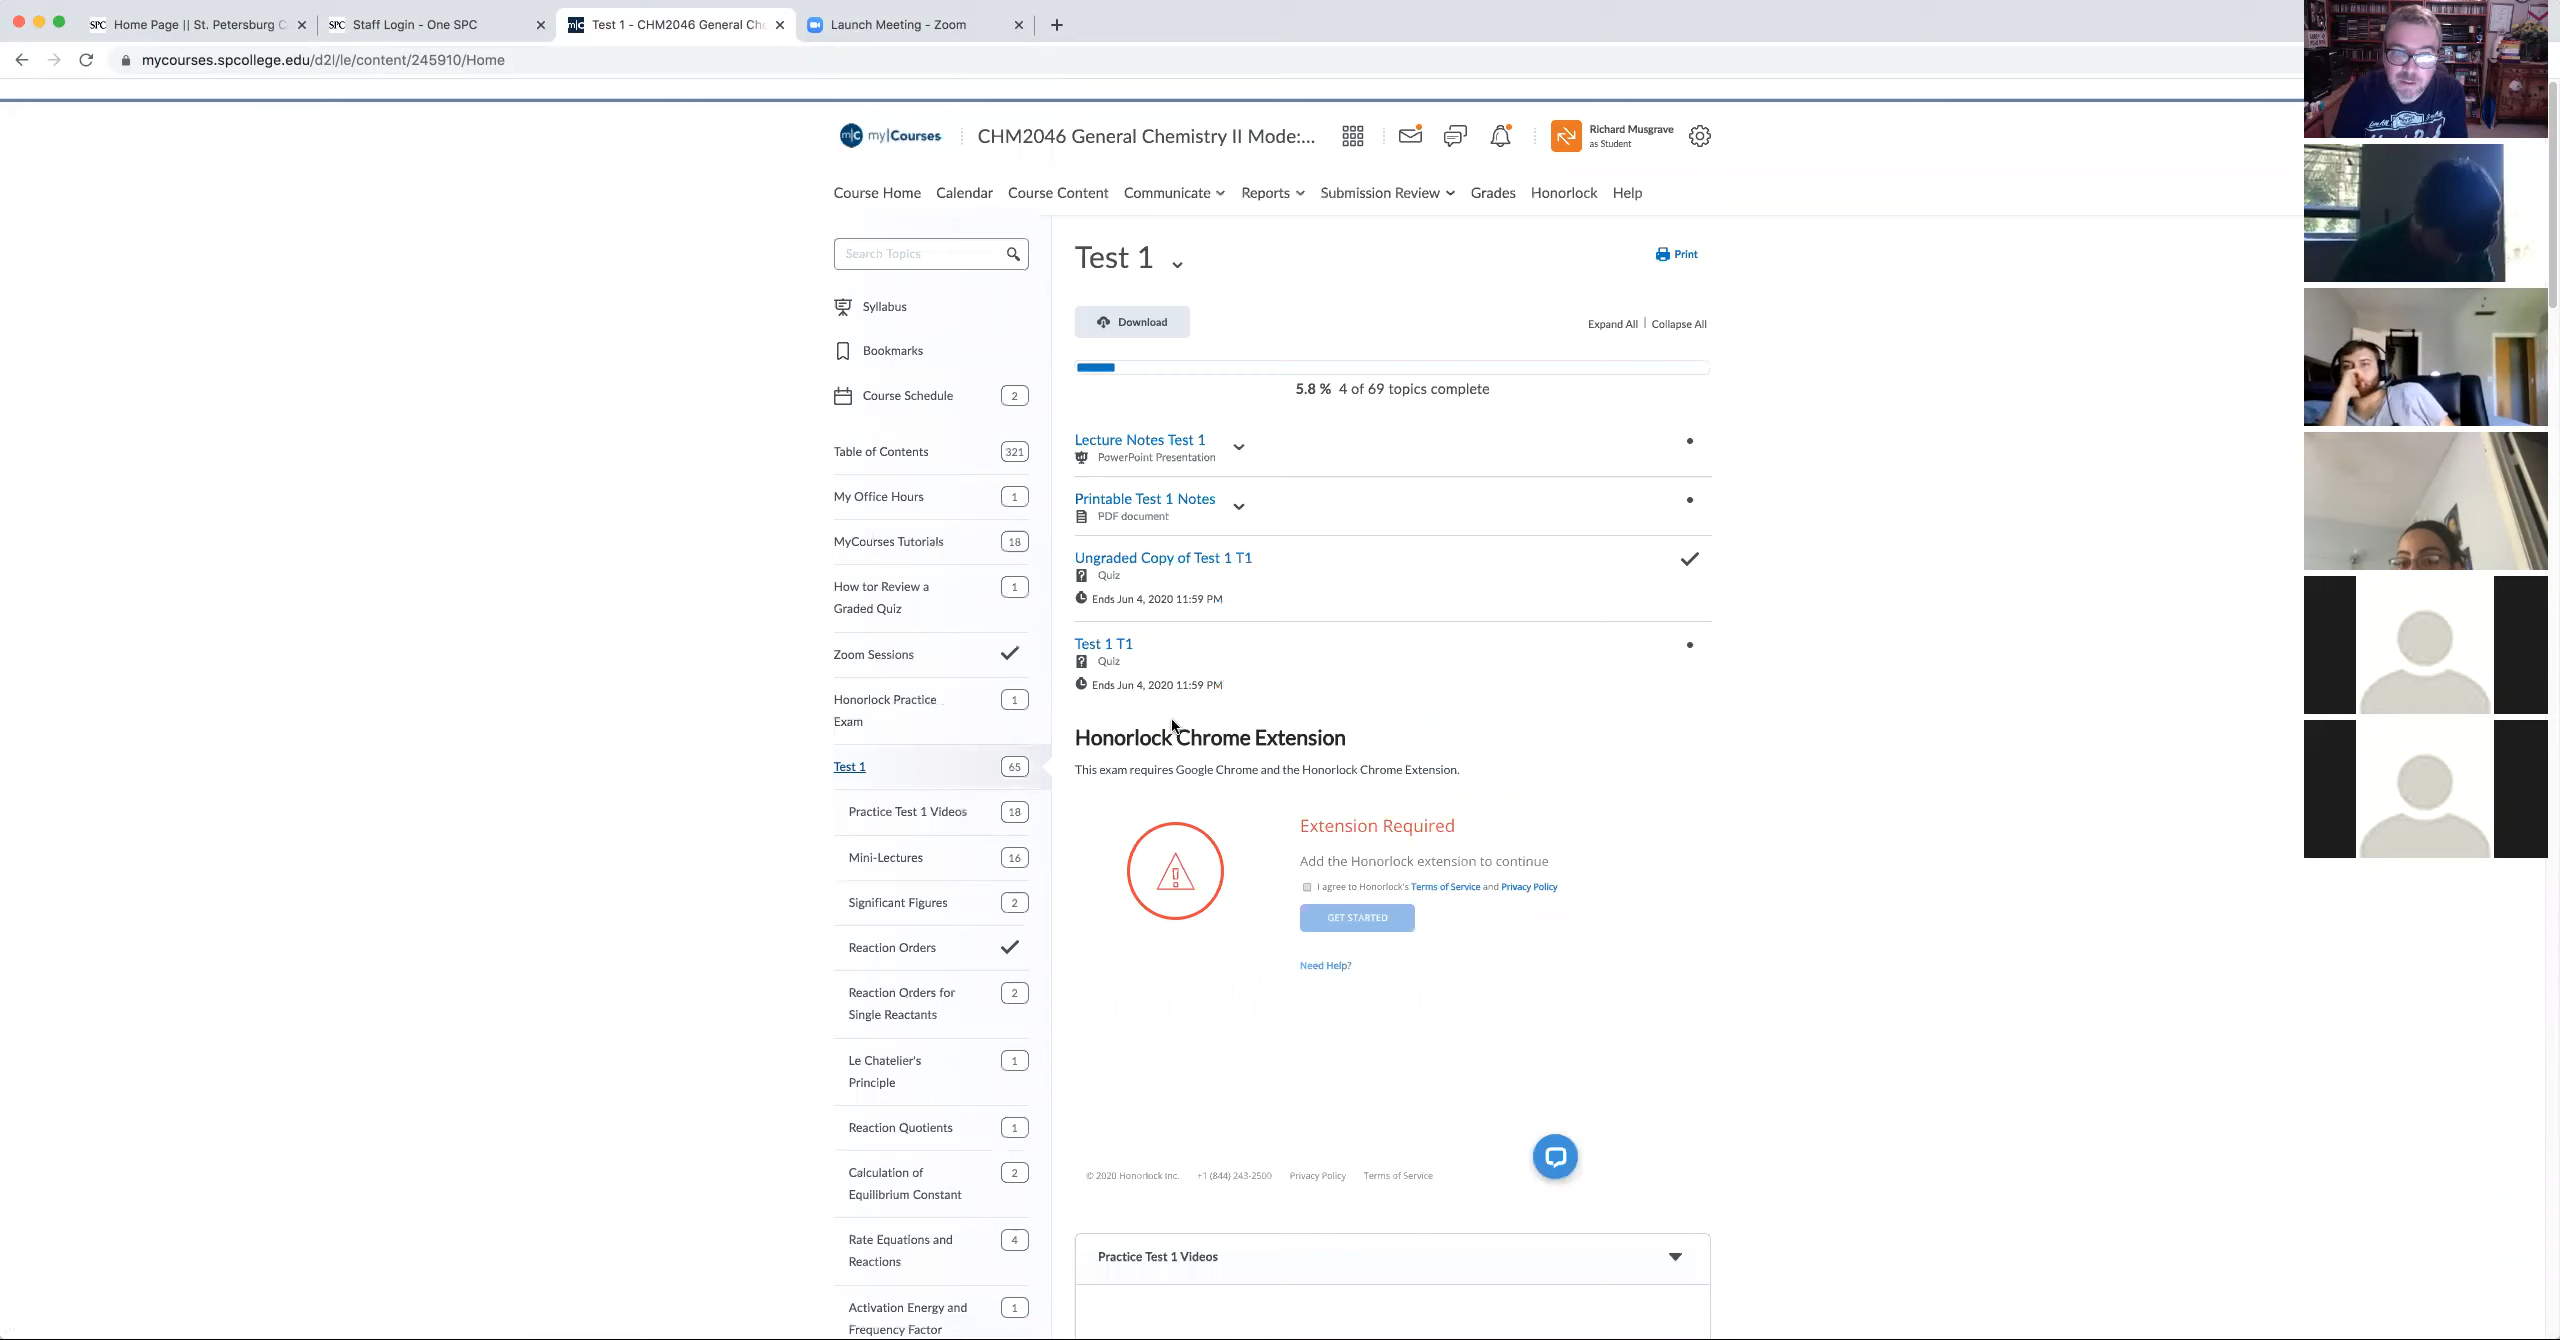 SPC Home Page || St. Petersburg C
SPC Staff Login - One SPC
m|c Test 1 - CHM2046 General Che
Launch Meeting - Zoom
mycourses.spcollege.edu/d2l/le/content/245910/Home
m|C my|Courses
CHM2046 General Chemistry II Mode:...
Richard Musgrave
as Student
Course Home Calendar Course Content Communicate Reports Submission Review Grades Honorlock Help
Search Topics
Syllabus
Bookmarks
Course Schedule 2
Table of Contents 321
My Office Hours 1
MyCourses Tutorials 18
How tor Review a 1
Graded Quiz
Zoom Sessions
Honorlock Practice 1
Exam
Test 1 65
Practice Test 1 Videos 18
Mini-Lectures 16
Significant Figures 2
Reaction Orders
Reaction Orders for 2
Single Reactants
Le Chatelier's 1
Principle
Reaction Quotients 1
Calculation of 2
Equilibrium Constant
Rate Equations and 4
Reactions
Activation Energy and 1
Frequency Factor
Test 1
Print
Download
Expand All | Collapse All
5.8 % 4 of 69 topics complete
Lecture Notes Test 1
PowerPoint Presentation
Printable Test 1 Notes
PDF document
Ungraded Copy of Test 1 T1
Quiz
Ends Jun 4, 2020 11:59 PM
Test 1 T1
Quiz
Ends Jun 4, 2020 11:59 PM
Honorlock Chrome Extension
This exam requires Google Chrome and the Honorlock Chrome Extension.
Extension Required
Add the Honorlock extension to continue
I agree to Honorlock's Terms of Service and Privacy Policy
GET STARTED
Need Help?
© 2020 Honorlock Inc. +1 (844) 243-2500 Privacy Policy Terms of Service
Practice Test 1 Videos